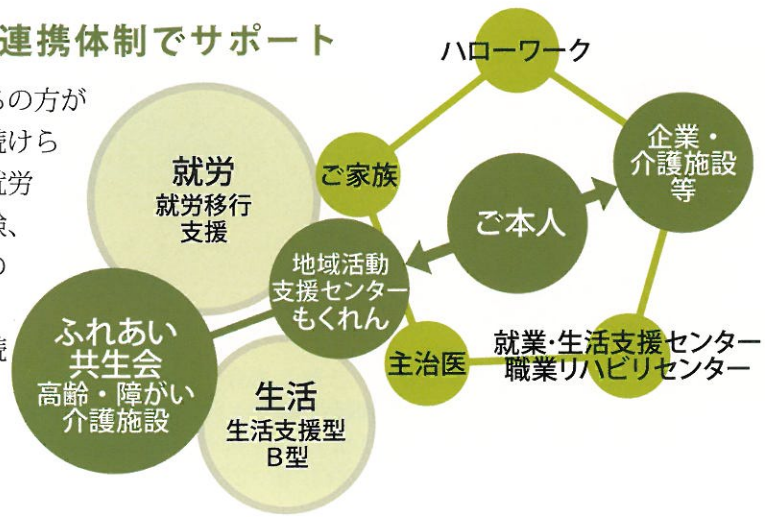 連携体制でサポート
の方が
続けら
就労
、
の
続
ハローワーク
企業・
介護施設
等
ご家族
就労
就労移行
支援
ご本人
地域活動
支援センター
もくれん
ふれあい
共生会
高齢・障がい
介護施設
主治医
就業･生活支援センター
職業リハビリセンター
生活
生活支援型
B型